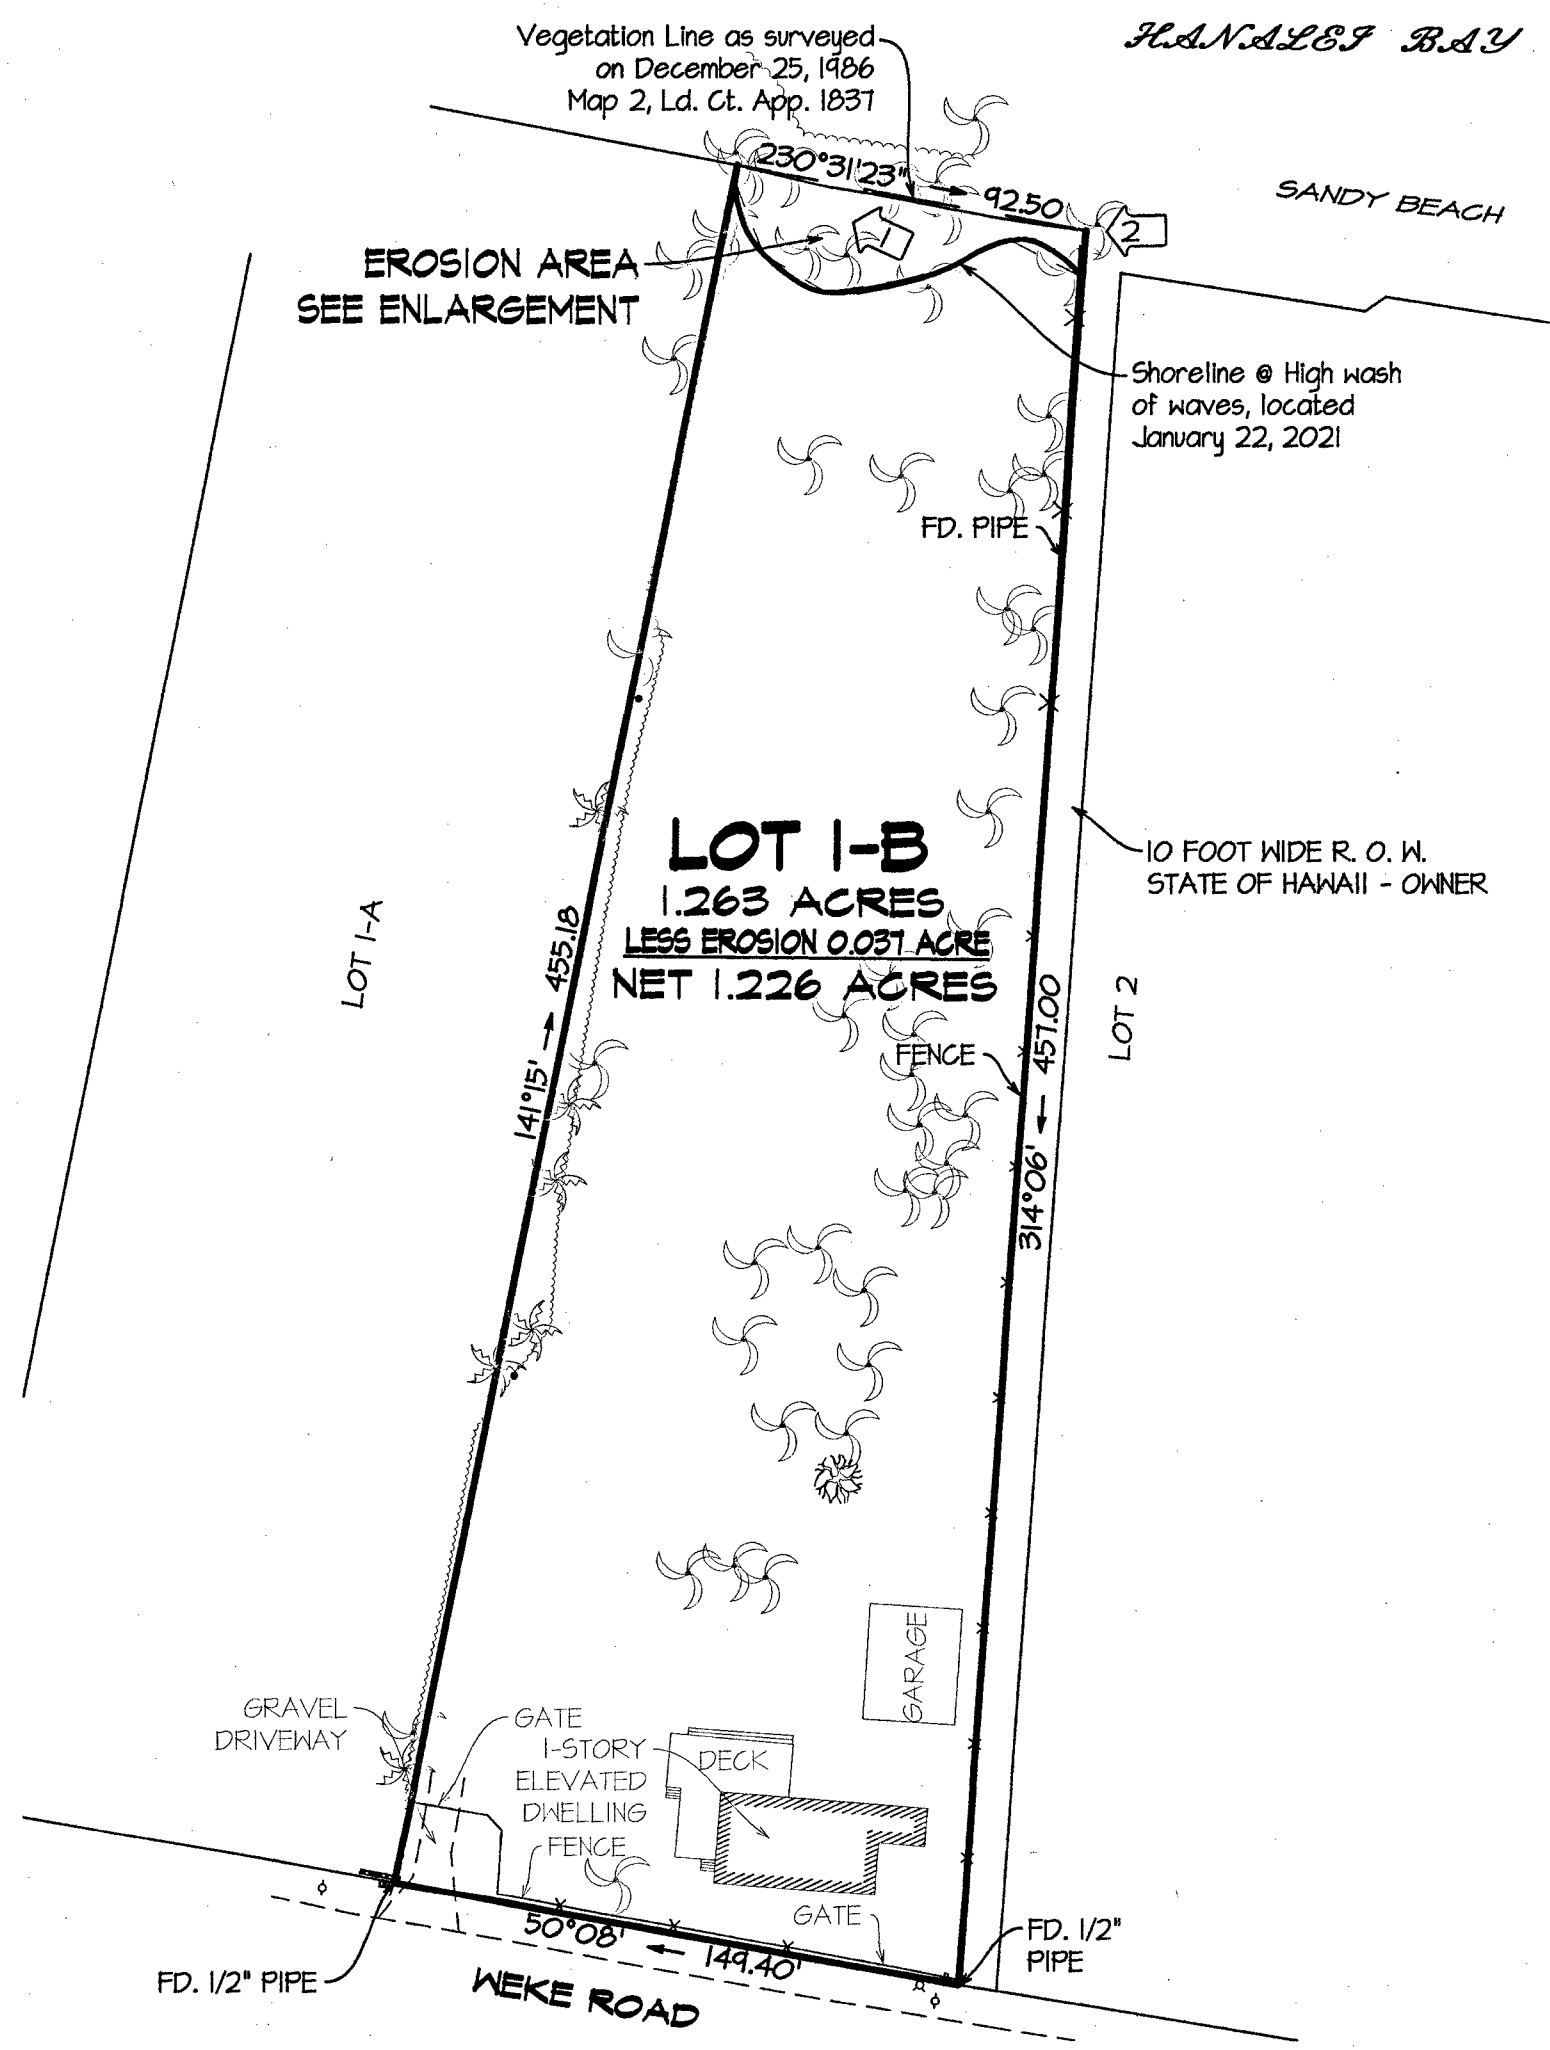 HANALEI BAY
Vegetation Line as surveyed
on December 25, 1986
Map 2, Ld. Ct. App. 1837
230°31'23" 92.50
SANDY BEACH
1
2
EROSION AREA
SEE ENLARGEMENT
Shoreline @ High wash
of waves, located
January 22, 2021
FD. PIPE
LOT 1-B
1.263 ACRES
LESS EROSION 0.037 ACRE
NET 1.226 ACRES
10 FOOT WIDE R. O. W.
STATE OF HAWAII - OWNER
LOT 1-A
141°15' 455.18
FENCE
314°06' 457.00
LOT 2
GARAGE
GRAVEL
DRIVEWAY
GATE
1-STORY
ELEVATED
DWELLING
DECK
FENCE
GATE
50°08' 149.40'
FD. 1/2" PIPE
WEKE ROAD
FD. 1/2"
PIPE